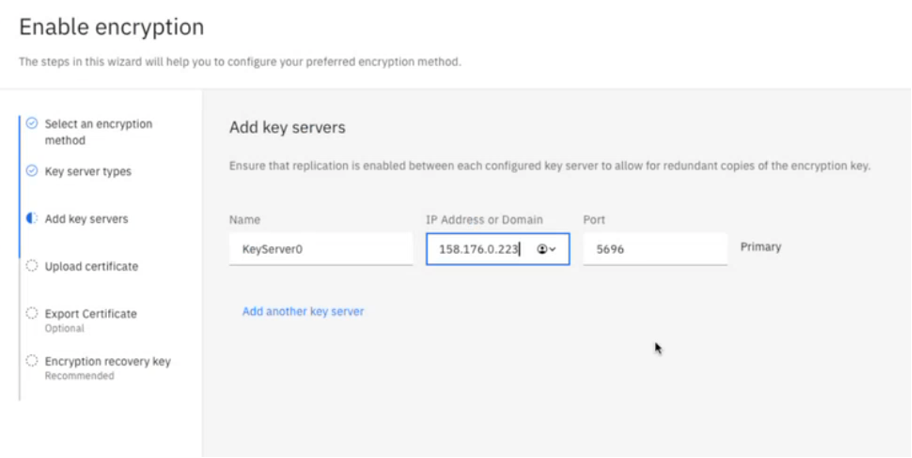 Enable encryption
The steps in this wizard will help you to configure your preferred encryption method.
Select an encryption
method
Key server types
Add key servers
Upload certificate
Export Certificate
Optional
Encryption recovery key
Recommended
Add key servers
Ensure that replication is enabled between each configured key server to allow for redundant copies of the encryption key.
Name IP Address or Domain Port
KeyServer0 158.176.0.223 5696 Primary
Add another key server